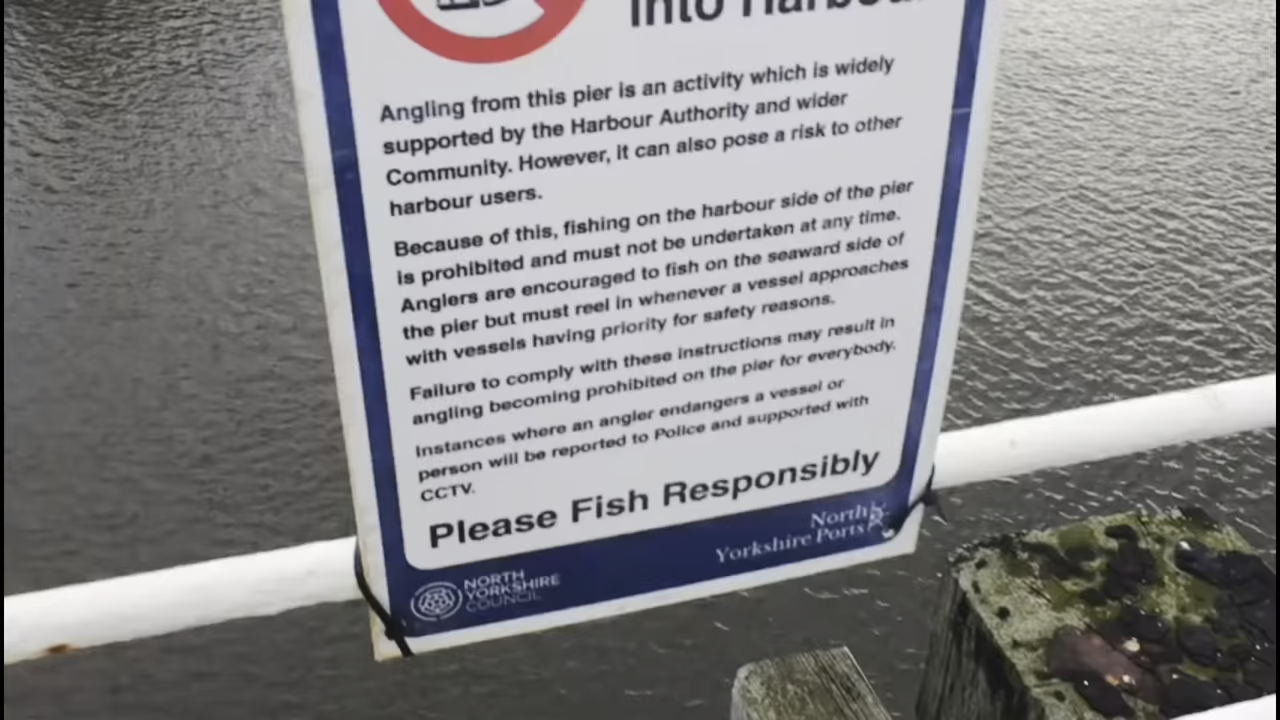 into Harbour
Angling from this pier is an activity which is widely
supported by the Harbour Authority and wider
Community. However, it can also pose a risk to other
harbour users.
Because of this, fishing on the harbour side of the pier
is prohibited and must not be undertaken at any time.
Anglers are encouraged to fish on the seaward side of
the pier but must reel in whenever a vessel approaches
with vessels having priority for safety reasons.
Failure to comply with these instructions may result in
angling becoming prohibited on the pier for everybody.
Instances where an angler endangers a vessel or
person will be reported to Police and supported with
CCTV.
Please Fish Responsibly
North
Yorkshire Ports
NORTH
YORKSHIRE
COUNCIL